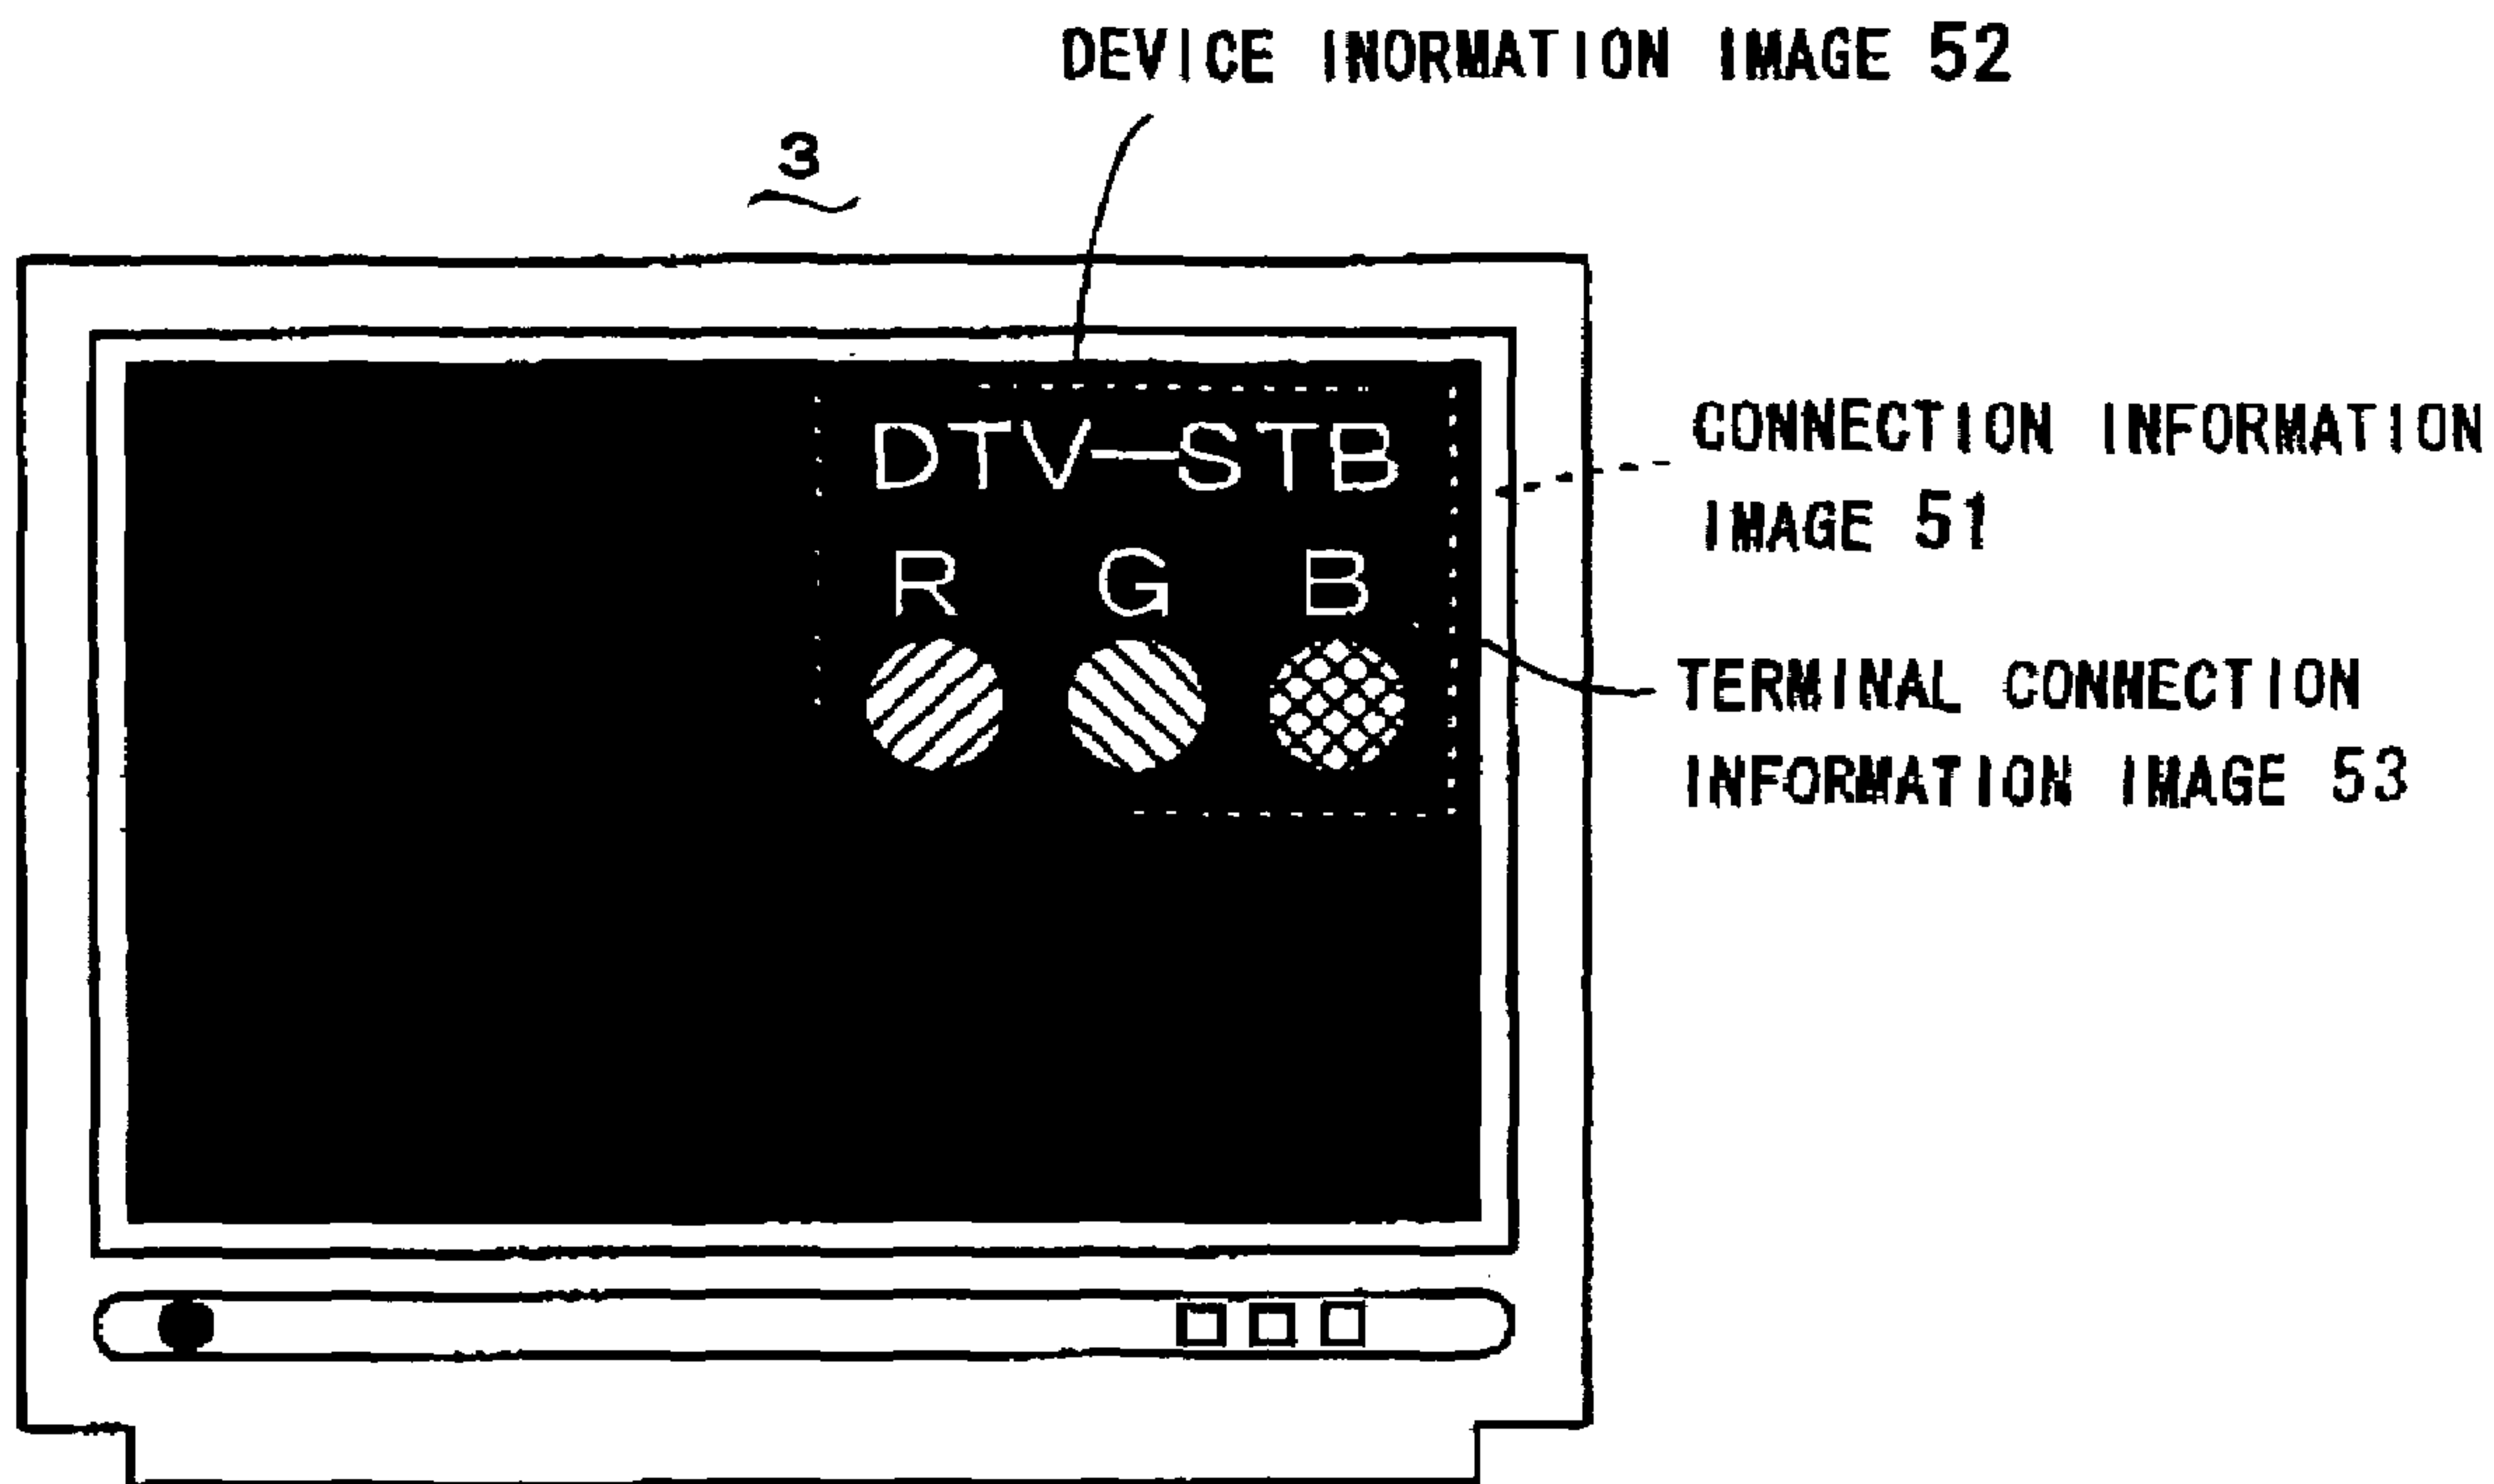 DEVICE INORMATION IMAGE 52
3
DTV-STB
R G B
CONNECTION INFORMATION
IMAGE 51
TERMINAL CONNECTION
INFORMATION IMAGE 53